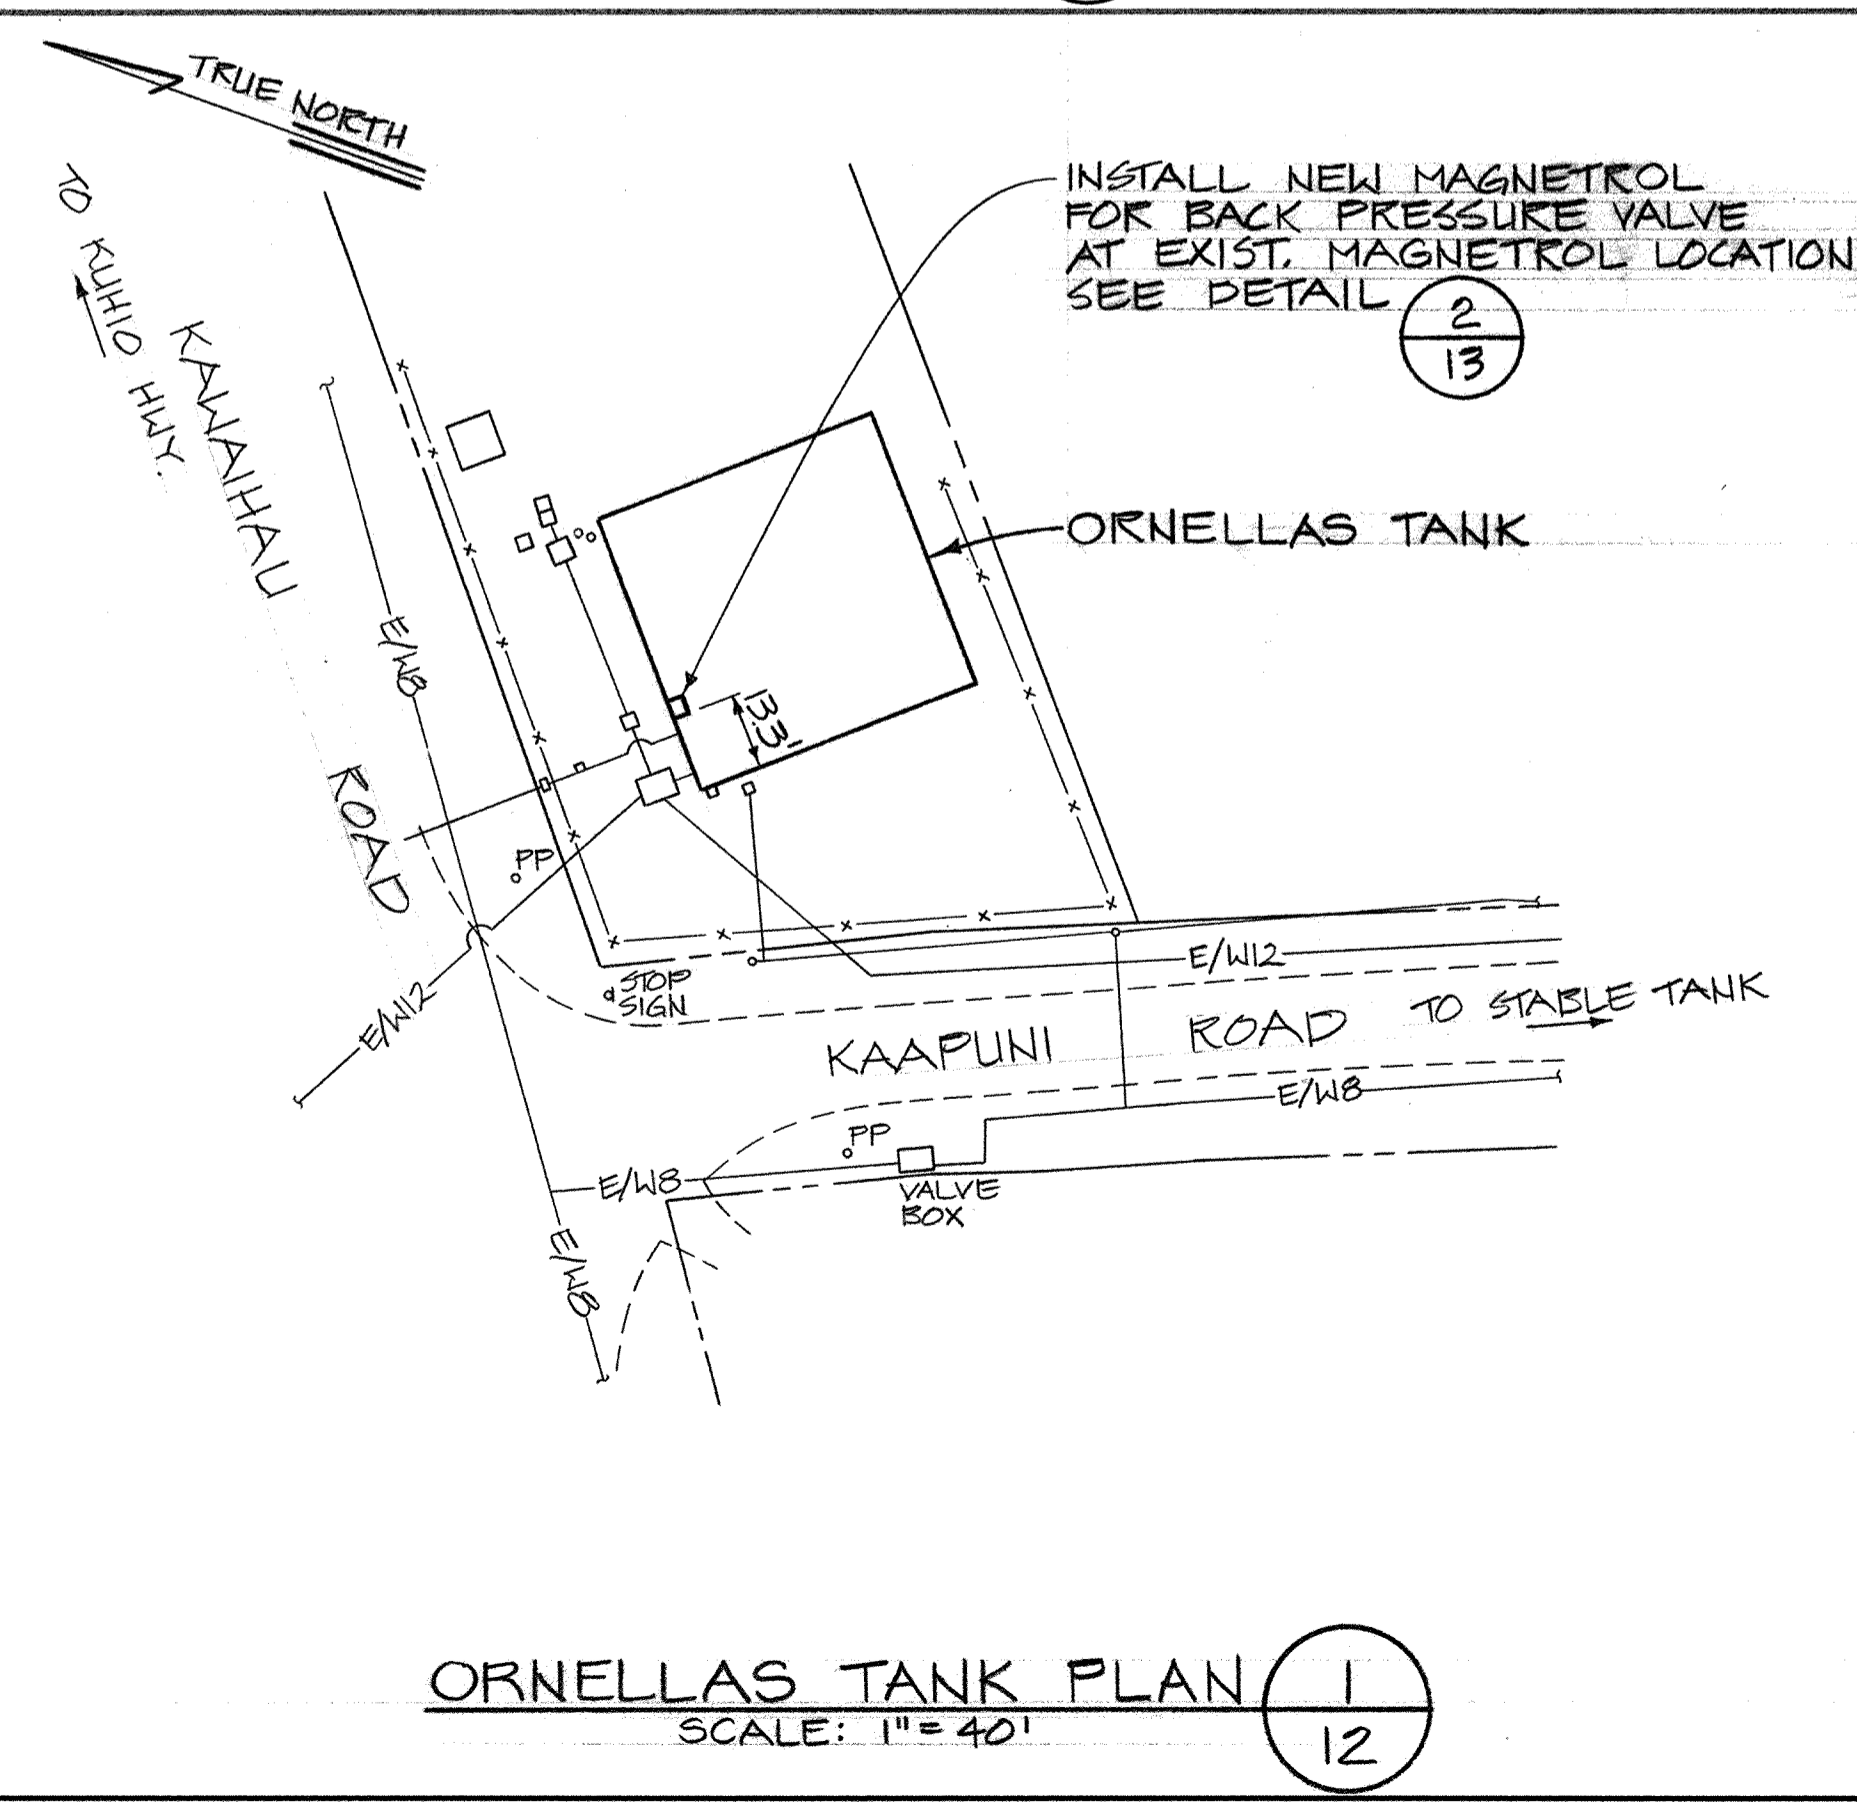 TRUE NORTH
TO KUHIO HWY.
KAWAIHAU ROAD
INSTALL NEW MAGNETROL
FOR BACK PRESSURE VALVE
AT EXIST. MAGNETROL LOCATION
SEE DETAIL
2
13
ORNELLAS TANK
E/W8
13.3'
PP
STOP
SIGN
E/W12
E/W12
KAAPUNI ROAD
TO STABLE TANK
E/W8
PP
E/W8
VALVE
BOX
E/W8
ORNELLAS TANK PLAN
1
12
SCALE: 1"=40'